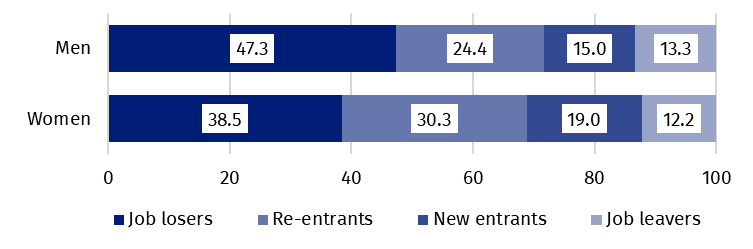 Men 47.3 24.4 15.0 13.3
Women 38.5 30.3 19.0 12.2
0 20 40 60 80 100
Job losers Re-entrants New entrants Job leavers